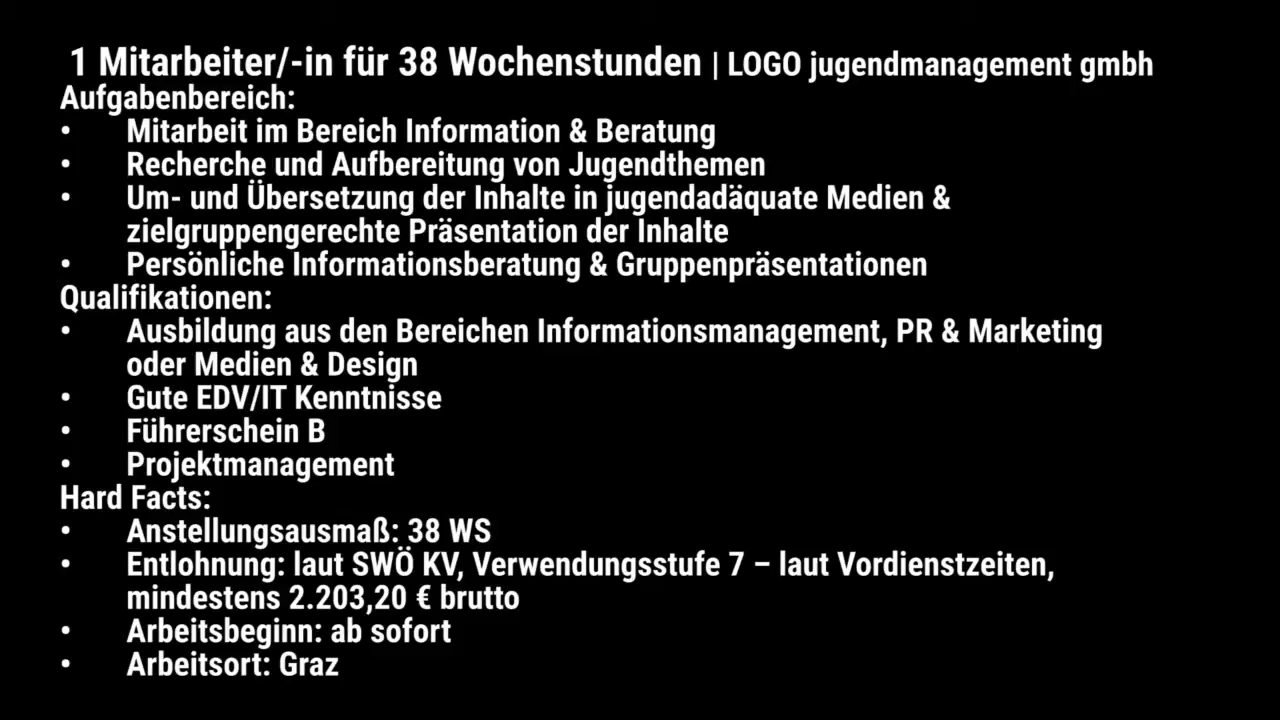 1 Mitarbeiter/-in für 38 Wochenstunden | LOGO jugendmanagement gmbh
Aufgabenbereich:
• Mitarbeit im Bereich Information & Beratung
• Recherche und Aufbereitung von Jugendthemen
• Um- und Übersetzung der Inhalte in jugendadäquate Medien &
zielgruppengerechte Präsentation der Inhalte
• Persönliche Informationsberatung & Gruppenpräsentationen
Qualifikationen:
• Ausbildung aus den Bereichen Informationsmanagement, PR & Marketing
oder Medien & Design
• Gute EDV/IT Kenntnisse
• Führerschein B
• Projektmanagement
Hard Facts:
• Anstellungsausmaß: 38 WS
• Entlohnung: laut SWÖ KV, Verwendungsstufe 7 – laut Vordienstzeiten,
mindestens 2.203,20 € brutto
• Arbeitsbeginn: ab sofort
• Arbeitsort: Graz